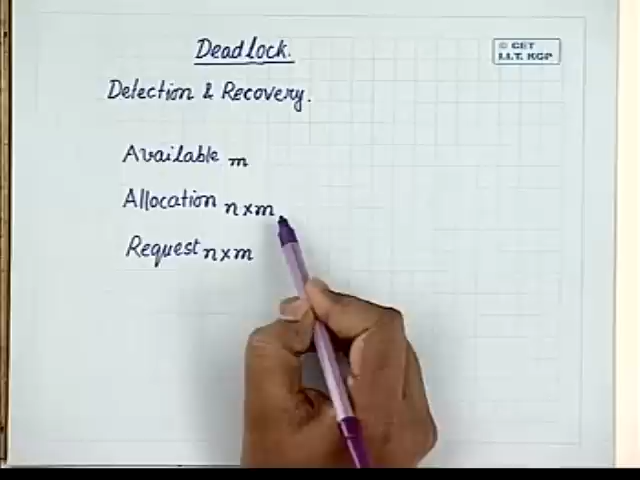 Deadlock.
© CET
I.I.T. KGP
Detection & Recovery.
Available m
Allocation n×m
Request n×m